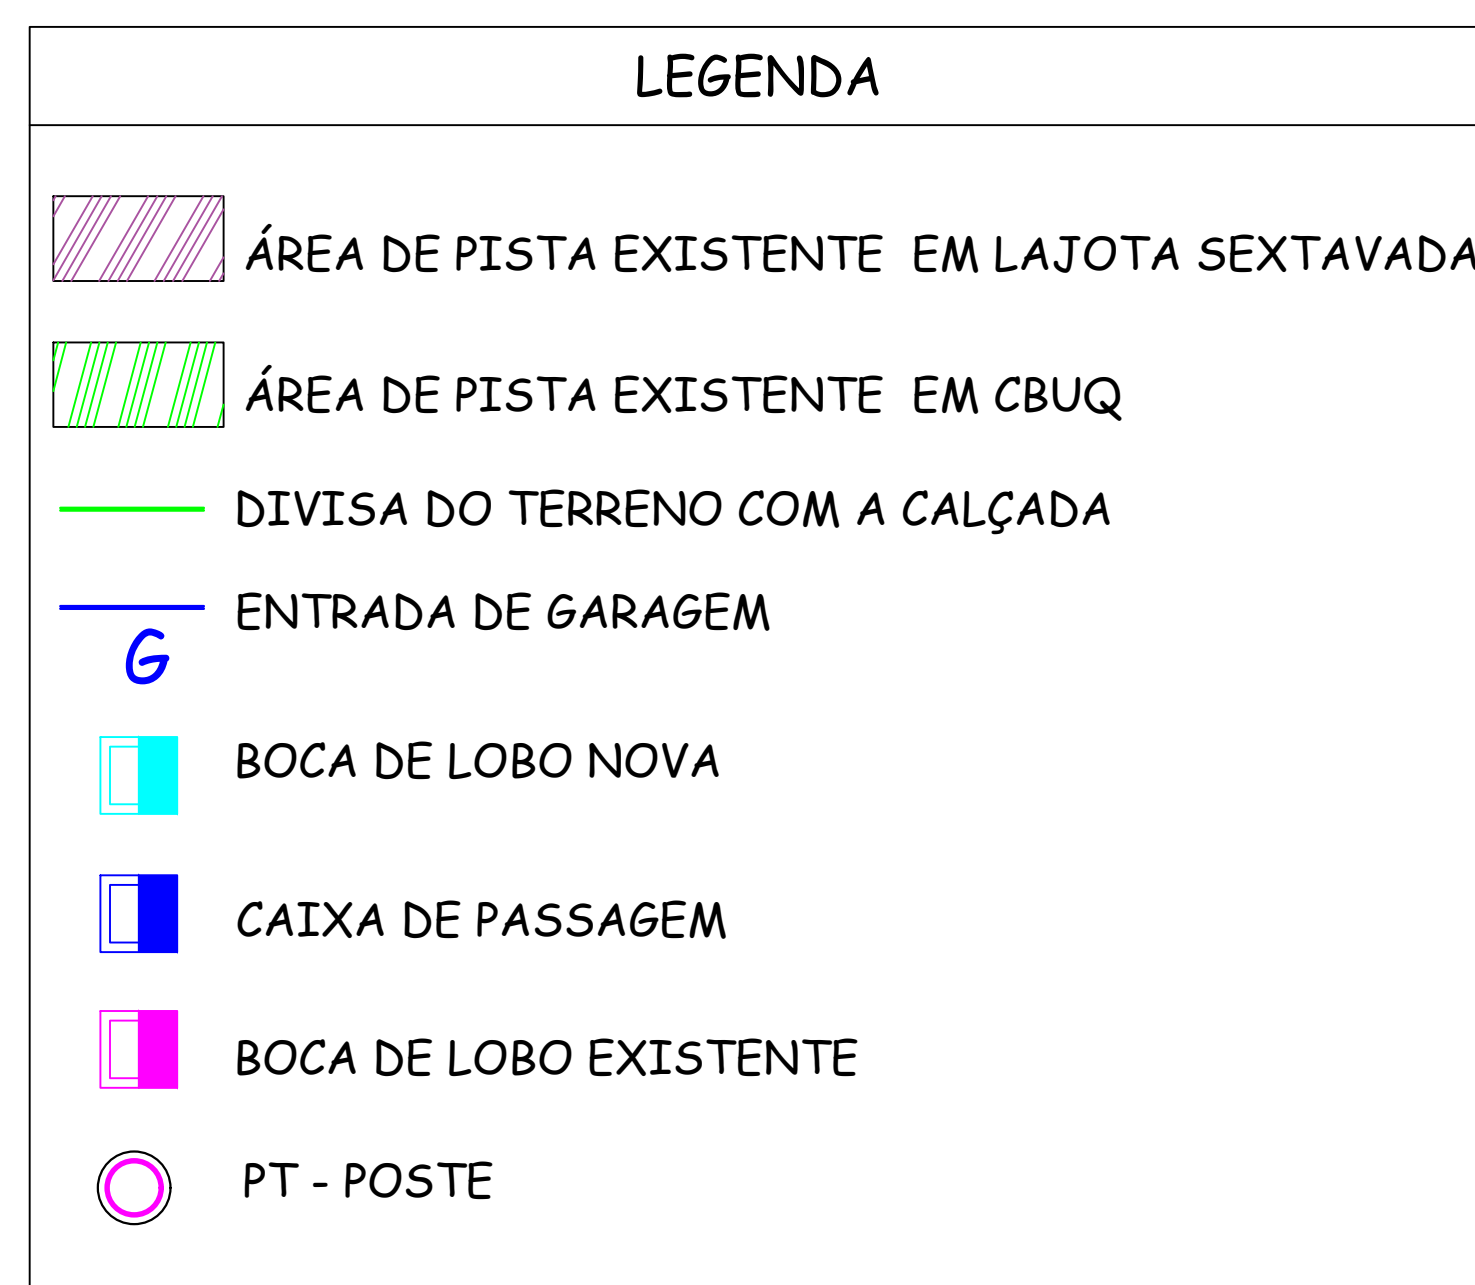 LEGENDA
ÁREA DE PISTA EXISTENTE EM LAJOTA SEXTAVADA
ÁREA DE PISTA EXISTENTE EM CBUQ
DIVISA DO TERRENO COM A CALÇADA
ENTRADA DE GARAGEM
G
BOCA DE LOBO NOVA
CAIXA DE PASSAGEM
BOCA DE LOBO EXISTENTE
PT - POSTE